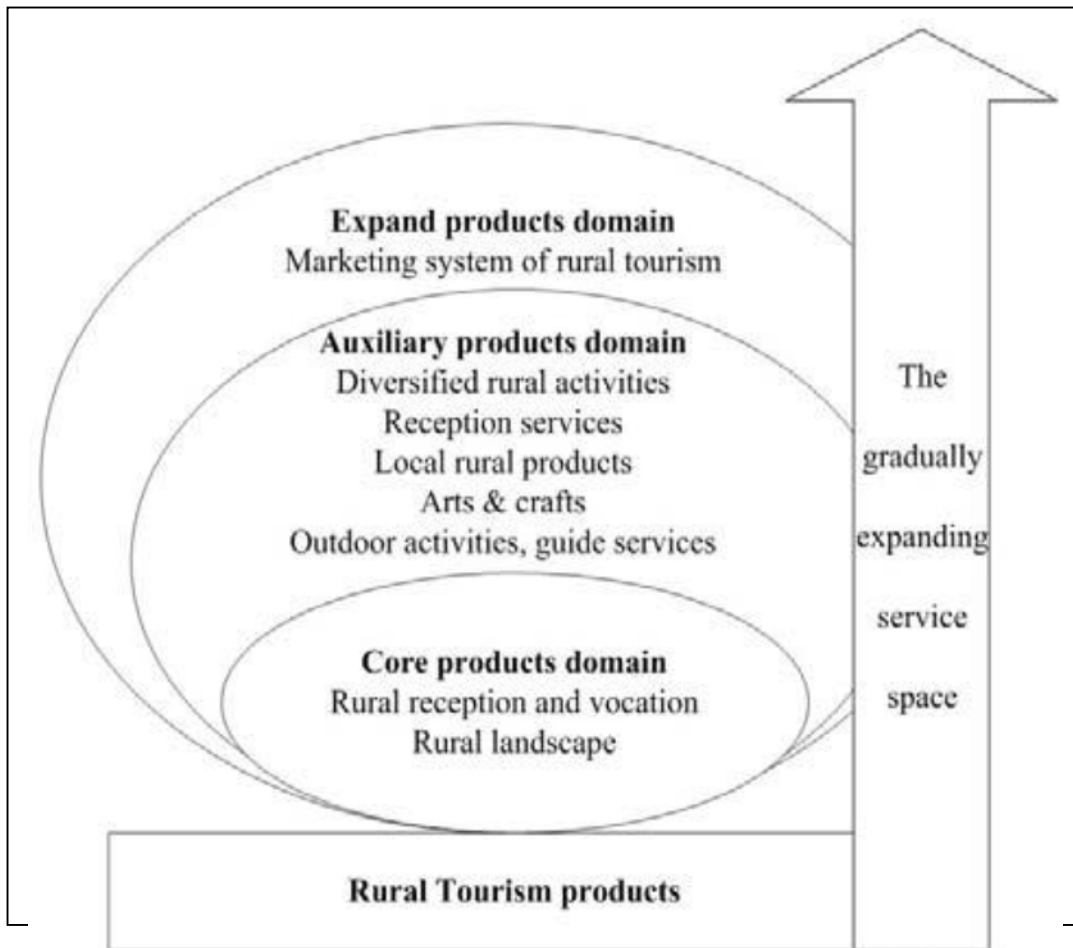 Expand products domain
Marketing system of rural tourism
Auxiliary products domain
Diversified rural activities
Reception services
Local rural products
Arts & crafts
Outdoor activities, guide services
Core products domain
Rural reception and vocation
Rural landscape
Rural Tourism products
The
gradually
expanding
service
space